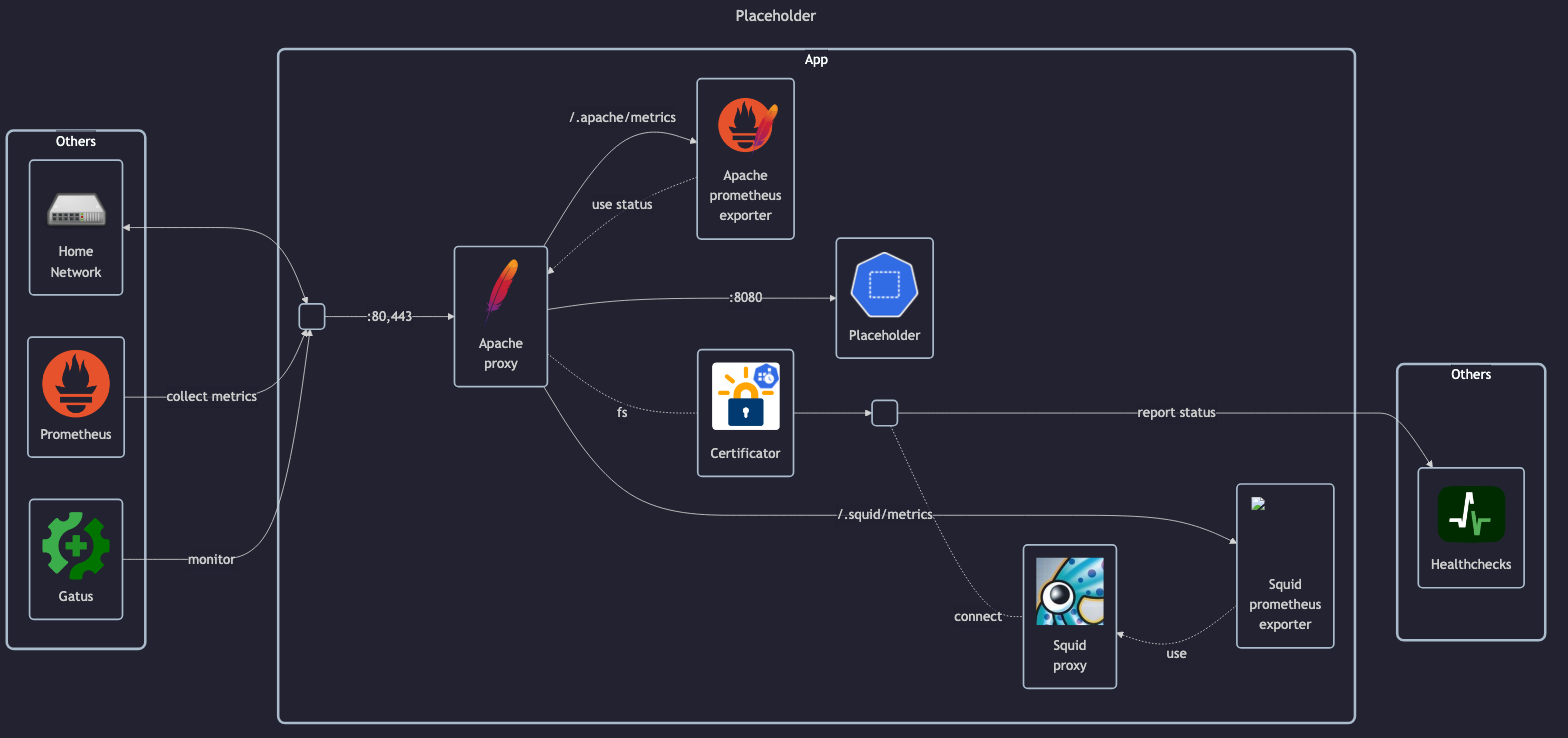 Placeholder
App
Others
Home
Network
Prometheus
Gatus
collect metrics
monitor
:80,443
Apache
proxy
/.apache/metrics
use status
Apache
prometheus
exporter
:8080
Placeholder
fs
Certificator
report status
/.squid/metrics
connect
Squid
proxy
use
Squid
prometheus
exporter
Others
Healthchecks